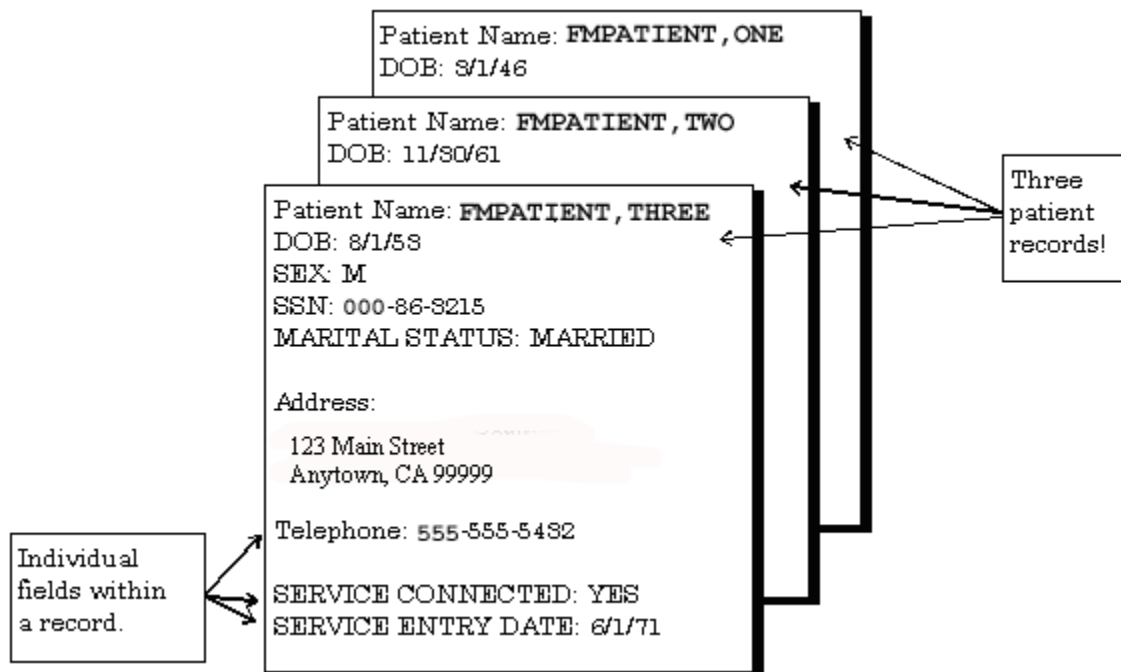 Patient Name: FMPATIENT,ONE
DOB: 3/1/46
Patient Name: FMPATIENT,TWO
DOB: 11/30/61
Patient Name: FMPATIENT,THREE
DOB: 8/1/53
SEX: M
SSN: 000-86-3215
MARITAL STATUS: MARRIED
Address:
123 Main Street
Anytown, CA 99999
Telephone: 555-555-5432
SERVICE CONNECTED: YES
SERVICE ENTRY DATE: 6/1/71
Three
patient
records!
Individual
fields within
a record.